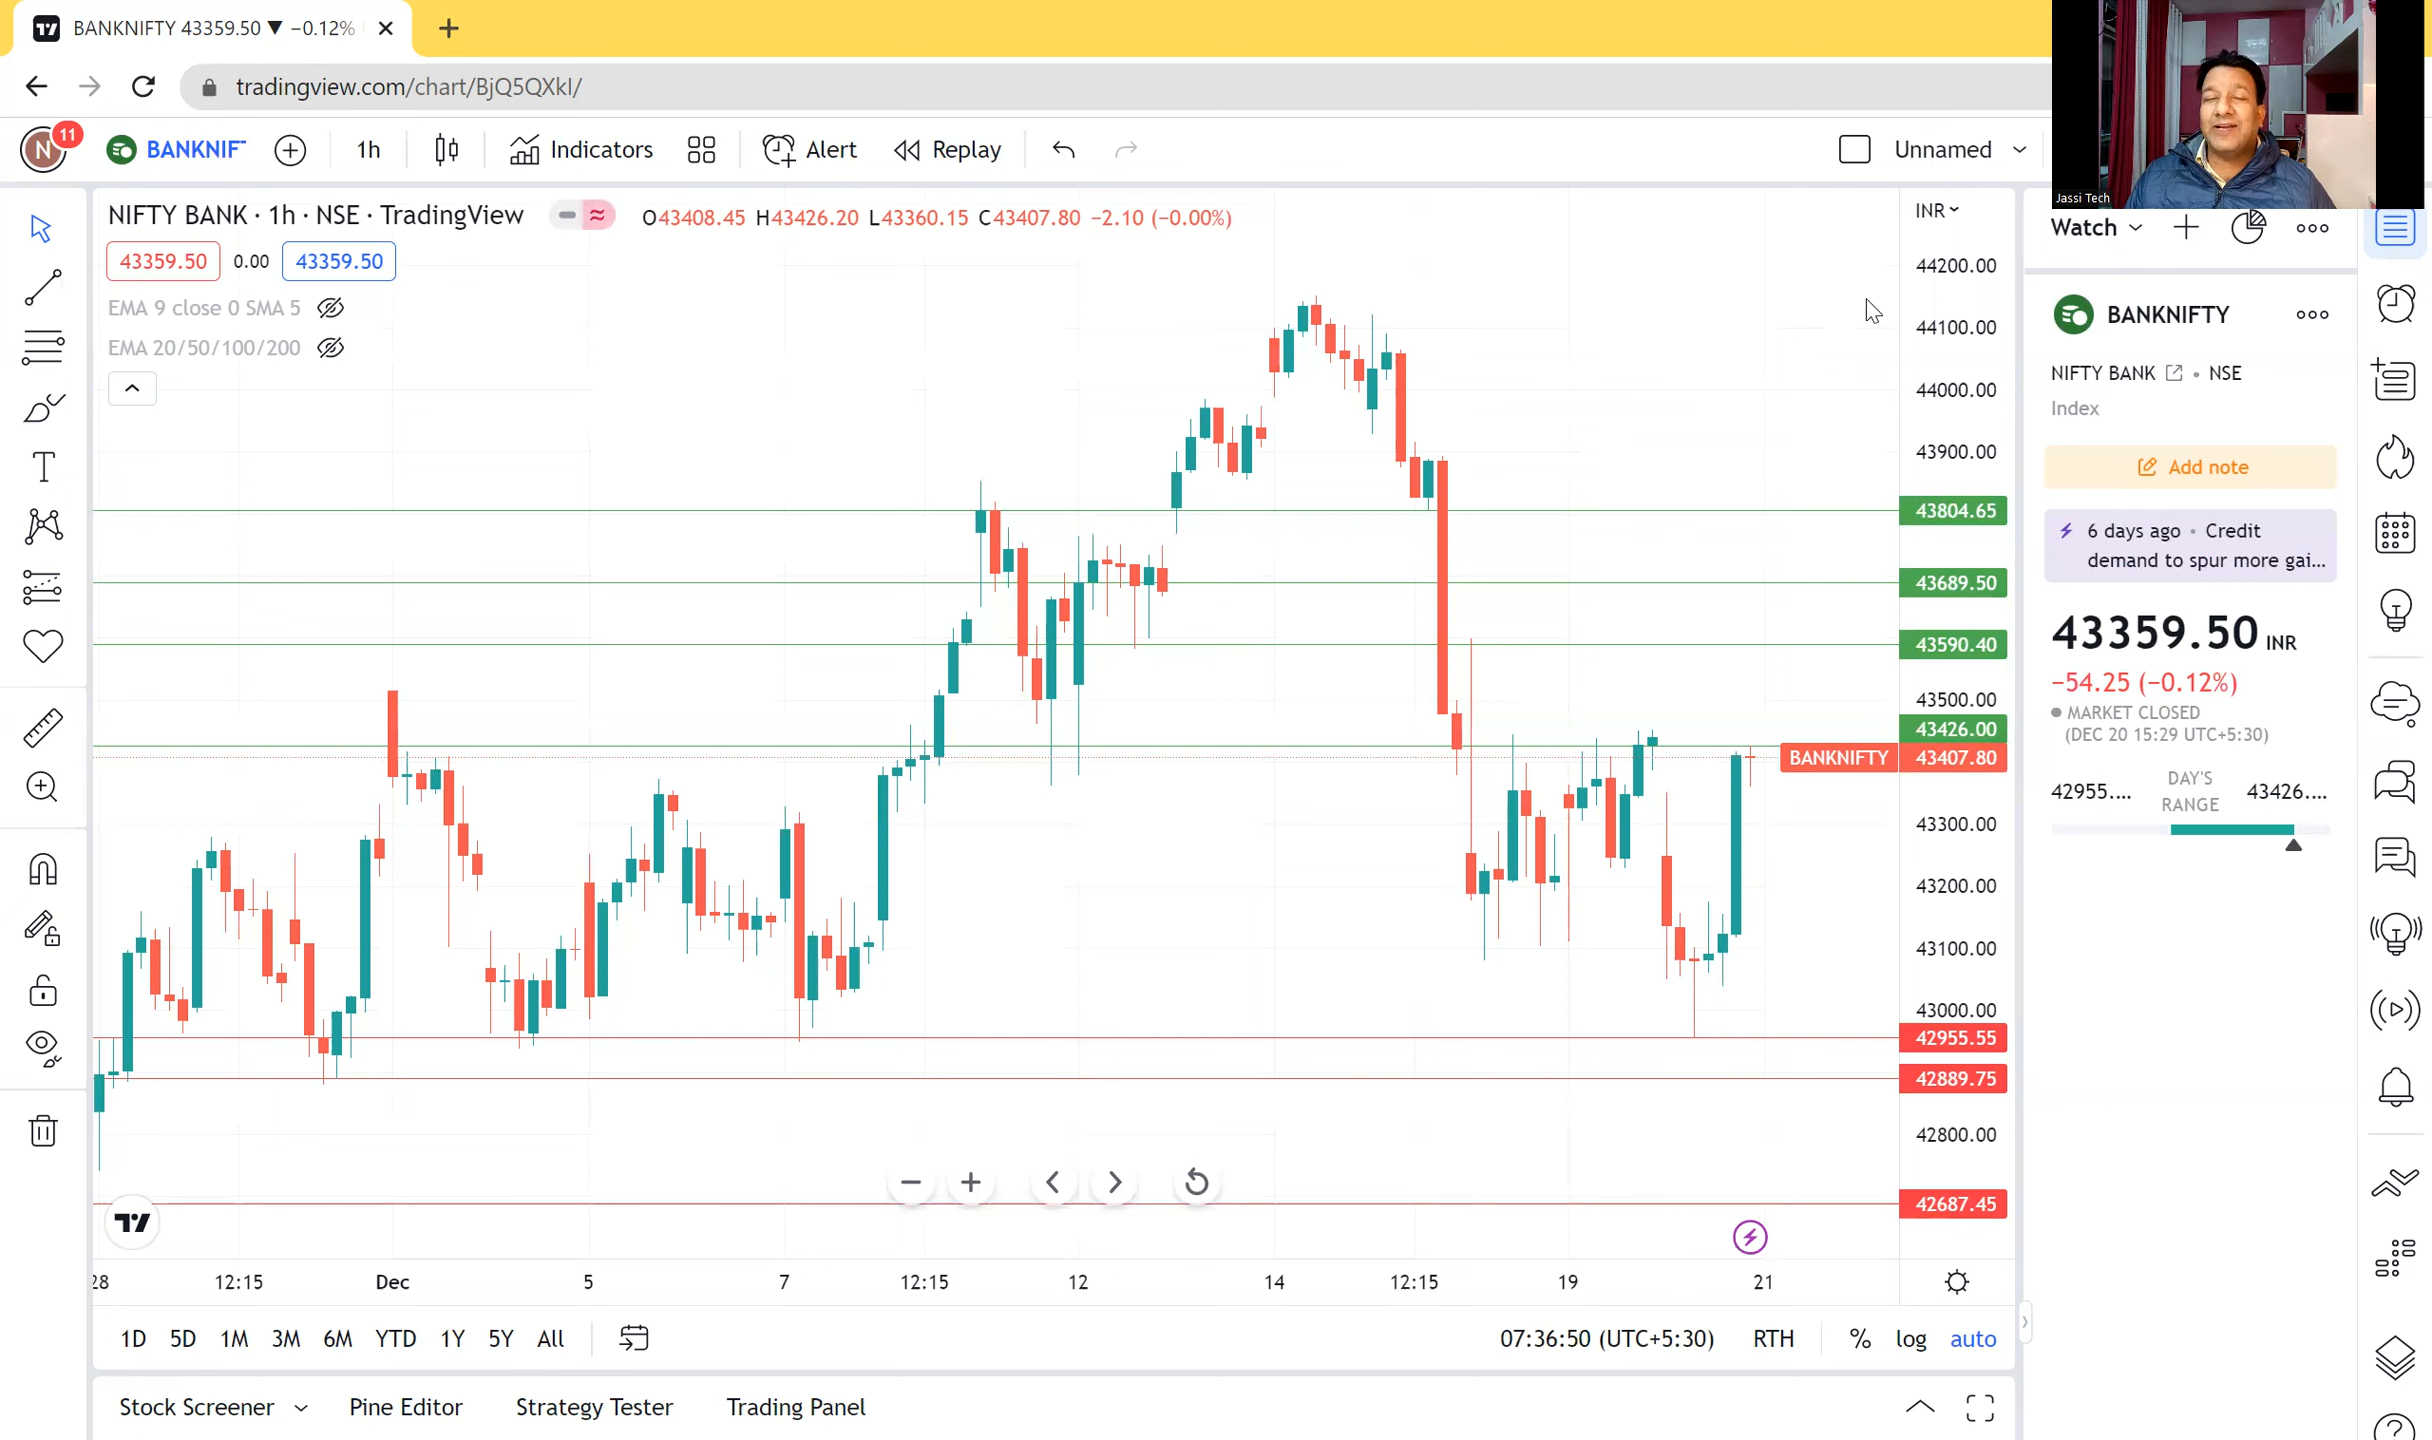 BANKNIFTY 43359.50 ▼ −0.12%
tradingview.com/chart/BjQ5QXkI/
Jassi Tech
N 11 BANKNIF 1h Indicators Alert Replay Unnamed
NIFTY BANK · 1h · NSE · TradingView O43408.45 H43426.20 L43360.15 C43407.80 −2.10 (−0.00%)
43359.50 0.00 43359.50
EMA 9 close 0 SMA 5
EMA 20/50/100/200
INR
44200.00
44100.00
44000.00
43900.00
43804.65
43689.50
43590.40
43500.00
43426.00
BANKNIFTY 43407.80
43300.00
43200.00
43100.00
43000.00
42955.55
42889.75
42800.00
42687.45
28 12:15 Dec 5 7 12:15 12 14 12:15 19 21
1D 5D 1M 3M 6M YTD 1Y 5Y All
07:36:50 (UTC+5:30) RTH % log auto
Stock Screener Pine Editor Strategy Tester Trading Panel
Watch
BANKNIFTY
NIFTY BANK • NSE
Index
Add note
6 days ago • Credit
demand to spur more gai...
43359.50 INR
−54.25 (−0.12%)
MARKET CLOSED
(DEC 20 15:29 UTC+5:30)
42955.... DAY'S RANGE 43426....